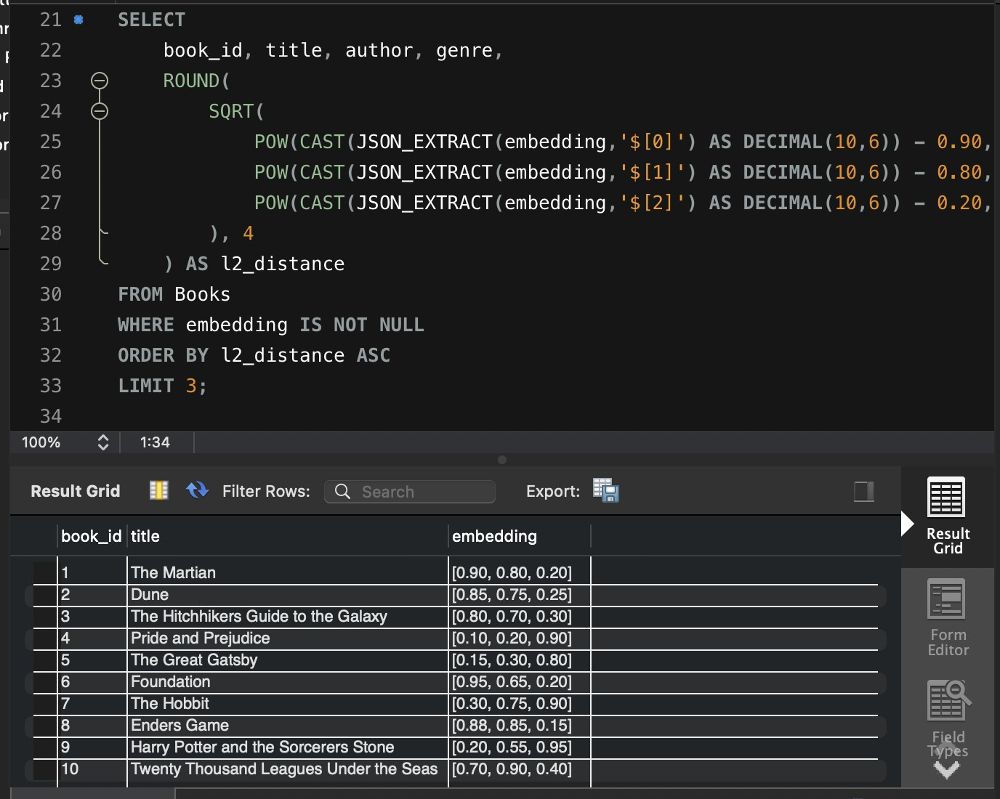 21 SELECT
22 book_id, title, author, genre,
23 ROUND(
24 SQRT(
25 POW(CAST(JSON_EXTRACT(embedding,'$[0]') AS DECIMAL(10,6)) - 0.90,
26 POW(CAST(JSON_EXTRACT(embedding,'$[1]') AS DECIMAL(10,6)) - 0.80,
27 POW(CAST(JSON_EXTRACT(embedding,'$[2]') AS DECIMAL(10,6)) - 0.20,
28 ), 4
29 ) AS l2_distance
30 FROM Books
31 WHERE embedding IS NOT NULL
32 ORDER BY l2_distance ASC
33 LIMIT 3;
34
100% 1:34
Result Grid Filter Rows: Search Export:
book_id title embedding
1 The Martian [0.90, 0.80, 0.20]
2 Dune [0.85, 0.75, 0.25]
3 The Hitchhikers Guide to the Galaxy [0.80, 0.70, 0.30]
4 Pride and Prejudice [0.10, 0.20, 0.90]
5 The Great Gatsby [0.15, 0.30, 0.80]
6 Foundation [0.95, 0.65, 0.20]
7 The Hobbit [0.30, 0.75, 0.90]
8 Enders Game [0.88, 0.85, 0.15]
9 Harry Potter and the Sorcerers Stone [0.20, 0.55, 0.95]
10 Twenty Thousand Leagues Under the Seas [0.70, 0.90, 0.40]
Result
Grid
Form
Editor
Field
Types